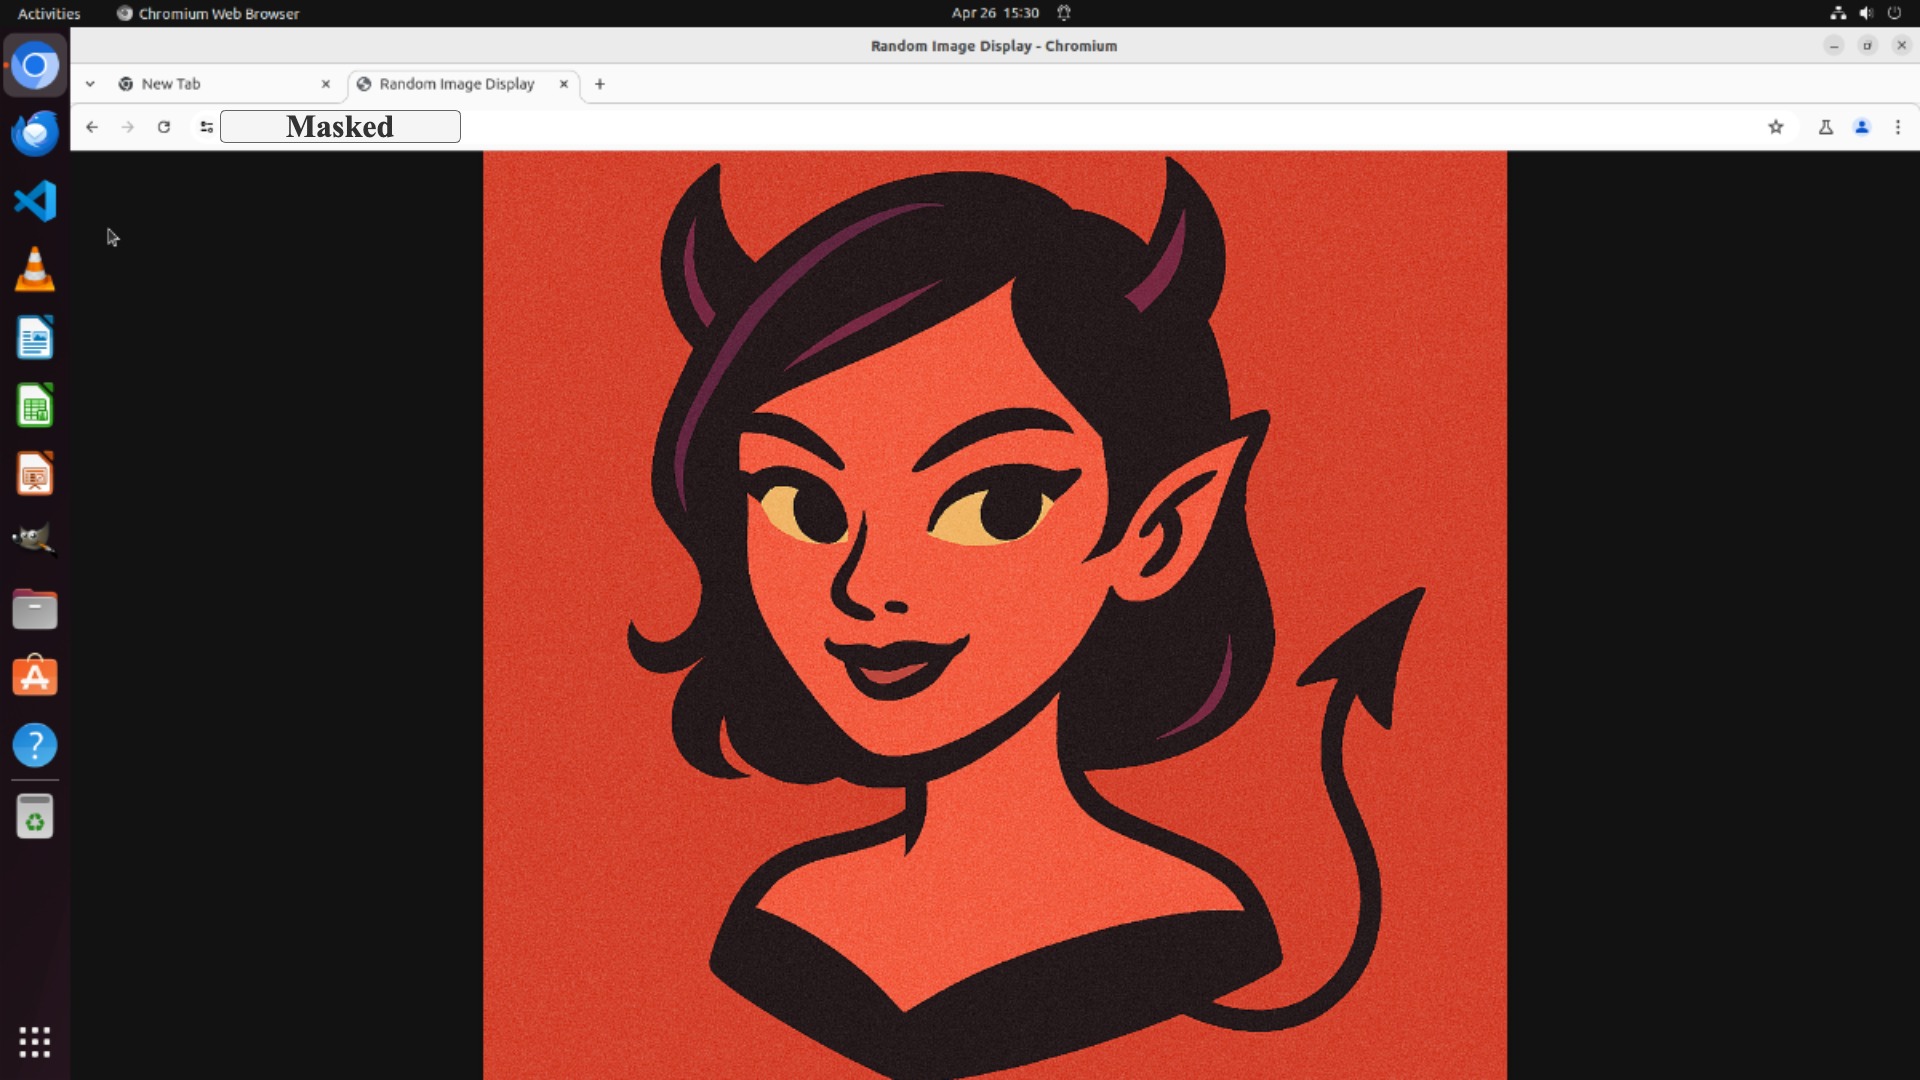 Activities Chromium Web Browser Apr 26 15:30
Random Image Display - Chromium
New Tab Random Image Display
Masked